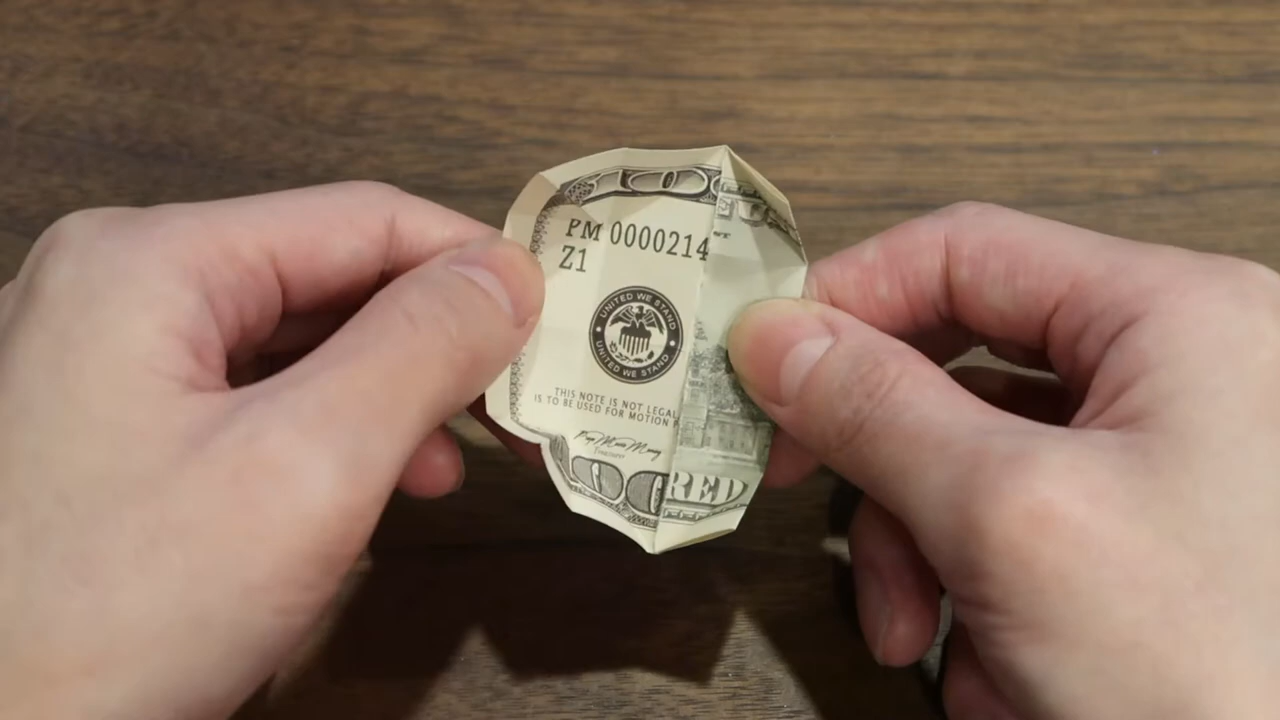 PM 0000214
Z1
UNITED WE STAND
UNITED WE STAND
THIS NOTE IS NOT LEGAL
IS TO BE USED FOR MOTION P
RED